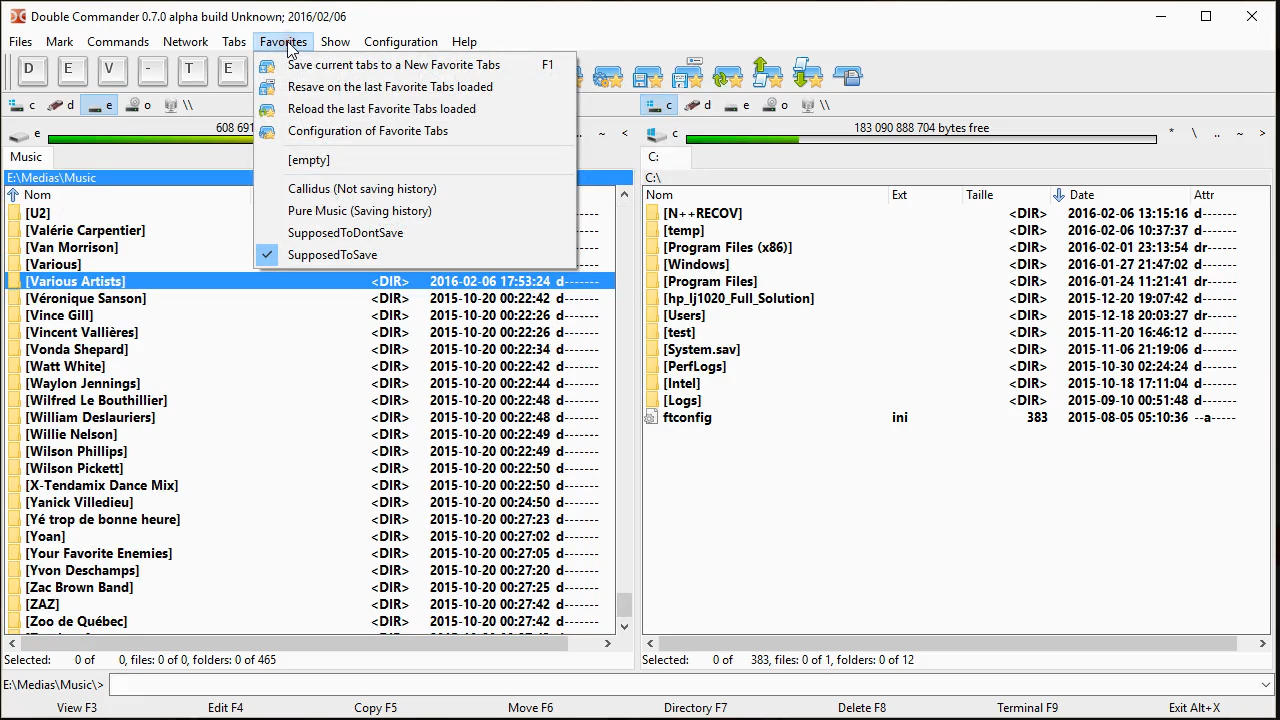 Double Commander 0.7.0 alpha build Unknown; 2016/02/06
Files Mark Commands Network Tabs Favorites Show Configuration Help
D E V - T E
Save current tabs to a New Favorite Tabs F1
Resave on the last Favorite Tabs loaded
Reload the last Favorite Tabs loaded
Configuration of Favorite Tabs
[empty]
Callidus (Not saving history)
Pure Music (Saving history)
SupposedToDontSave
SupposedToSave
c d e o \\
e 608 691 .. ~ <
Music
E:\Medias\Music
Nom
[U2]
[Valérie Carpentier]
[Van Morrison]
[Various]
[Various Artists] <DIR> 2016-02-06 17:53:24 d-------
[Véronique Sanson] <DIR> 2015-10-20 00:22:42 d-------
[Vince Gill] <DIR> 2015-10-20 00:22:26 d-------
[Vincent Vallières] <DIR> 2015-10-20 00:22:26 d-------
[Vonda Shepard] <DIR> 2015-10-20 00:22:34 d-------
[Watt White] <DIR> 2015-10-20 00:22:42 d-------
[Waylon Jennings] <DIR> 2015-10-20 00:22:44 d-------
[Wilfred Le Bouthillier] <DIR> 2015-10-20 00:22:48 d-------
[William Deslauriers] <DIR> 2015-10-20 00:22:48 d-------
[Willie Nelson] <DIR> 2015-10-20 00:22:49 d-------
[Wilson Phillips] <DIR> 2015-10-20 00:22:49 d-------
[Wilson Pickett] <DIR> 2015-10-20 00:22:50 d-------
[X-Tendamix Dance Mix] <DIR> 2015-10-20 00:22:50 d-------
[Yanick Villedieu] <DIR> 2015-10-20 00:24:50 d-------
[Yé trop de bonne heure] <DIR> 2015-10-20 00:27:23 d-------
[Yoan] <DIR> 2015-10-20 00:27:02 d-------
[Your Favorite Enemies] <DIR> 2015-10-20 00:27:05 d-------
[Yvon Deschamps] <DIR> 2015-10-20 00:27:20 d-------
[Zac Brown Band] <DIR> 2015-10-20 00:27:25 d-------
[ZAZ] <DIR> 2015-10-20 00:27:42 d-------
[Zoo de Québec] <DIR> 2015-10-20 00:27:42 d-------
Selected: 0 of 0, files: 0 of 0, folders: 0 of 465
c d e o \\
c 183 090 888 704 bytes free * \ .. ~ >
C:
C:\
Nom Ext Taille Date Attr
[N++RECOV] <DIR> 2016-02-06 13:15:16 d-------
[temp] <DIR> 2016-02-06 10:37:37 d-------
[Program Files (x86)] <DIR> 2016-02-01 23:13:54 dr------
[Windows] <DIR> 2016-01-27 21:47:02 d-------
[Program Files] <DIR> 2016-01-24 11:21:41 dr------
[hp_lj1020_Full_Solution] <DIR> 2015-12-20 19:07:42 d-------
[Users] <DIR> 2015-12-18 20:03:27 dr------
[test] <DIR> 2015-11-20 16:46:12 d-------
[System.sav] <DIR> 2015-11-06 21:19:06 d-------
[PerfLogs] <DIR> 2015-10-30 02:24:24 d-------
[Intel] <DIR> 2015-10-18 17:11:04 d-------
[Logs] <DIR> 2015-09-10 00:51:48 d-------
ftconfig ini 383 2015-08-05 05:10:36 --a-----
Selected: 0 of 383, files: 0 of 1, folders: 0 of 12
E:\Medias\Music\>
View F3 Edit F4 Copy F5 Move F6 Directory F7 Delete F8 Terminal F9 Exit Alt+X